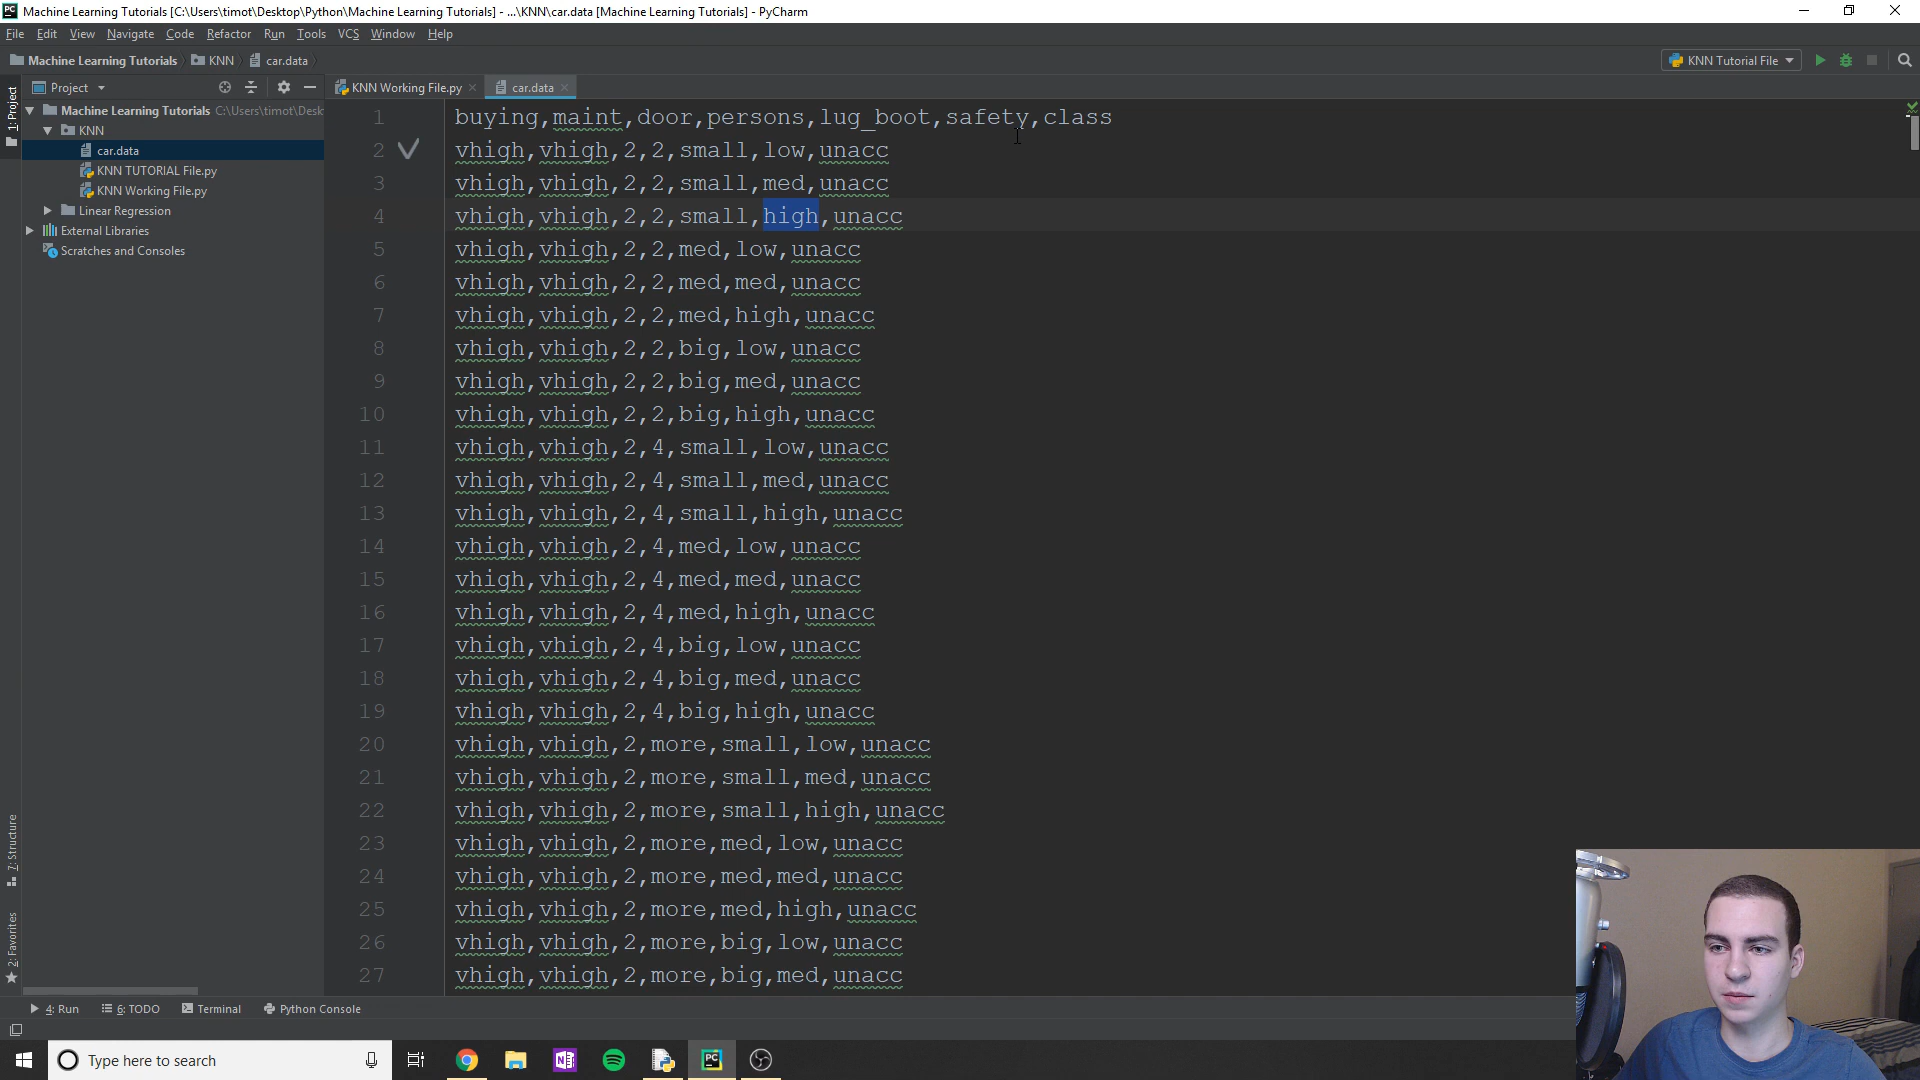 Machine Learning Tutorials [C:\Users\timot\Desktop\Python\Machine Learning Tutorials] - ...\KNN\car.data [Machine Learning Tutorials] - PyCharm
File Edit View Navigate Code Refactor Run Tools VCS Window Help
Machine Learning Tutorials KNN car.data KNN Tutorial File
Project KNN Working File.py car.data
1: Project
Machine Learning Tutorials C:\Users\timot\Desk
KNN
car.data
KNN TUTORIAL File.py
KNN Working File.py
Linear Regression
External Libraries
Scratches and Consoles
1 buying,maint,door,persons,lug_boot,safety,class
2 vhigh,vhigh,2,2,small,low,unacc
3 vhigh,vhigh,2,2,small,med,unacc
4 vhigh,vhigh,2,2,small,high,unacc
5 vhigh,vhigh,2,2,med,low,unacc
6 vhigh,vhigh,2,2,med,med,unacc
7 vhigh,vhigh,2,2,med,high,unacc
8 vhigh,vhigh,2,2,big,low,unacc
9 vhigh,vhigh,2,2,big,med,unacc
10 vhigh,vhigh,2,2,big,high,unacc
11 vhigh,vhigh,2,4,small,low,unacc
12 vhigh,vhigh,2,4,small,med,unacc
13 vhigh,vhigh,2,4,small,high,unacc
14 vhigh,vhigh,2,4,med,low,unacc
15 vhigh,vhigh,2,4,med,med,unacc
16 vhigh,vhigh,2,4,med,high,unacc
17 vhigh,vhigh,2,4,big,low,unacc
18 vhigh,vhigh,2,4,big,med,unacc
19 vhigh,vhigh,2,4,big,high,unacc
20 vhigh,vhigh,2,more,small,low,unacc
21 vhigh,vhigh,2,more,small,med,unacc
22 vhigh,vhigh,2,more,small,high,unacc
23 vhigh,vhigh,2,more,med,low,unacc
24 vhigh,vhigh,2,more,med,med,unacc
25 vhigh,vhigh,2,more,med,high,unacc
26 vhigh,vhigh,2,more,big,low,unacc
27 vhigh,vhigh,2,more,big,med,unacc
7: Structure
2: Favorites
4: Run 6: TODO Terminal Python Console
Type here to search